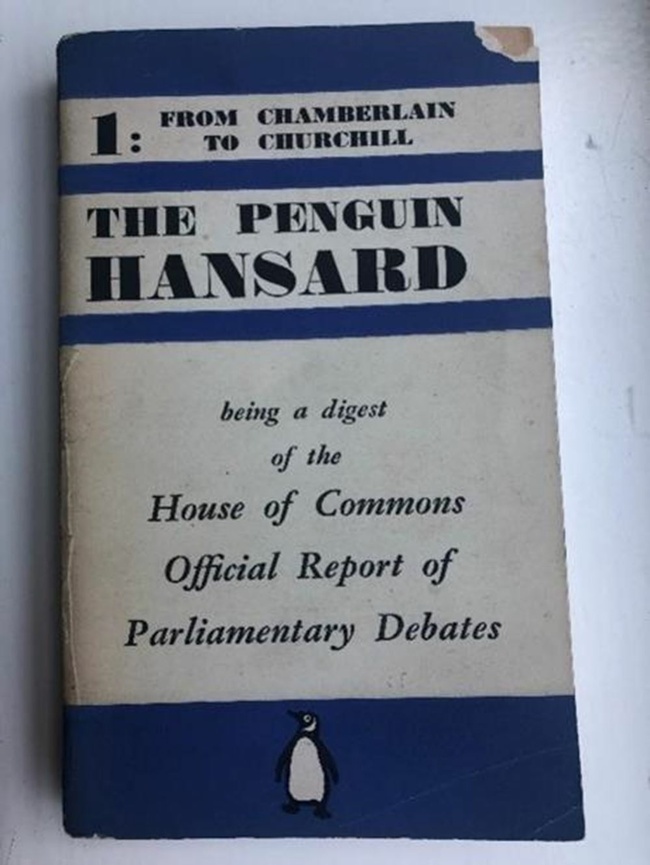 1: FROM CHAMBERLAIN
TO CHURCHILL
THE PENGUIN
HANSARD
being a digest
of the
House of Commons
Official Report of
Parliamentary Debates